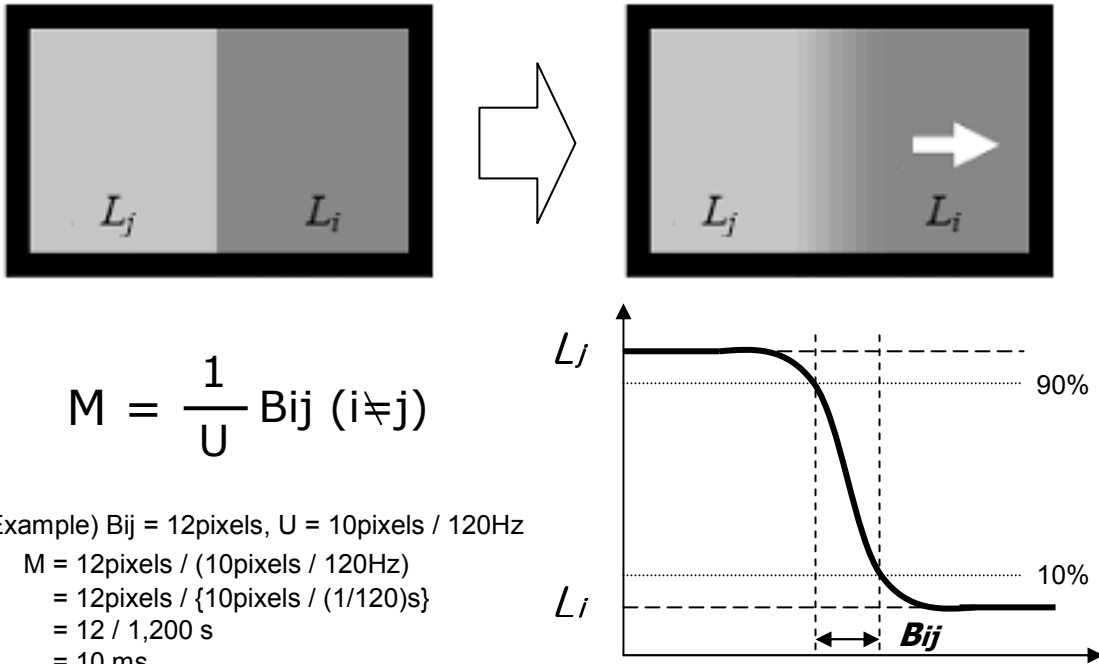 Lj
Li
Lj
Li
M = 1/U Bij (i≒j)
Example) Bij = 12pixels, U = 10pixels / 120Hz
M = 12pixels / (10pixels / 120Hz)
= 12pixels / {10pixels / (1/120)s}
= 12 / 1,200 s
= 10 ms
Lj
90%
10%
Li
Bij